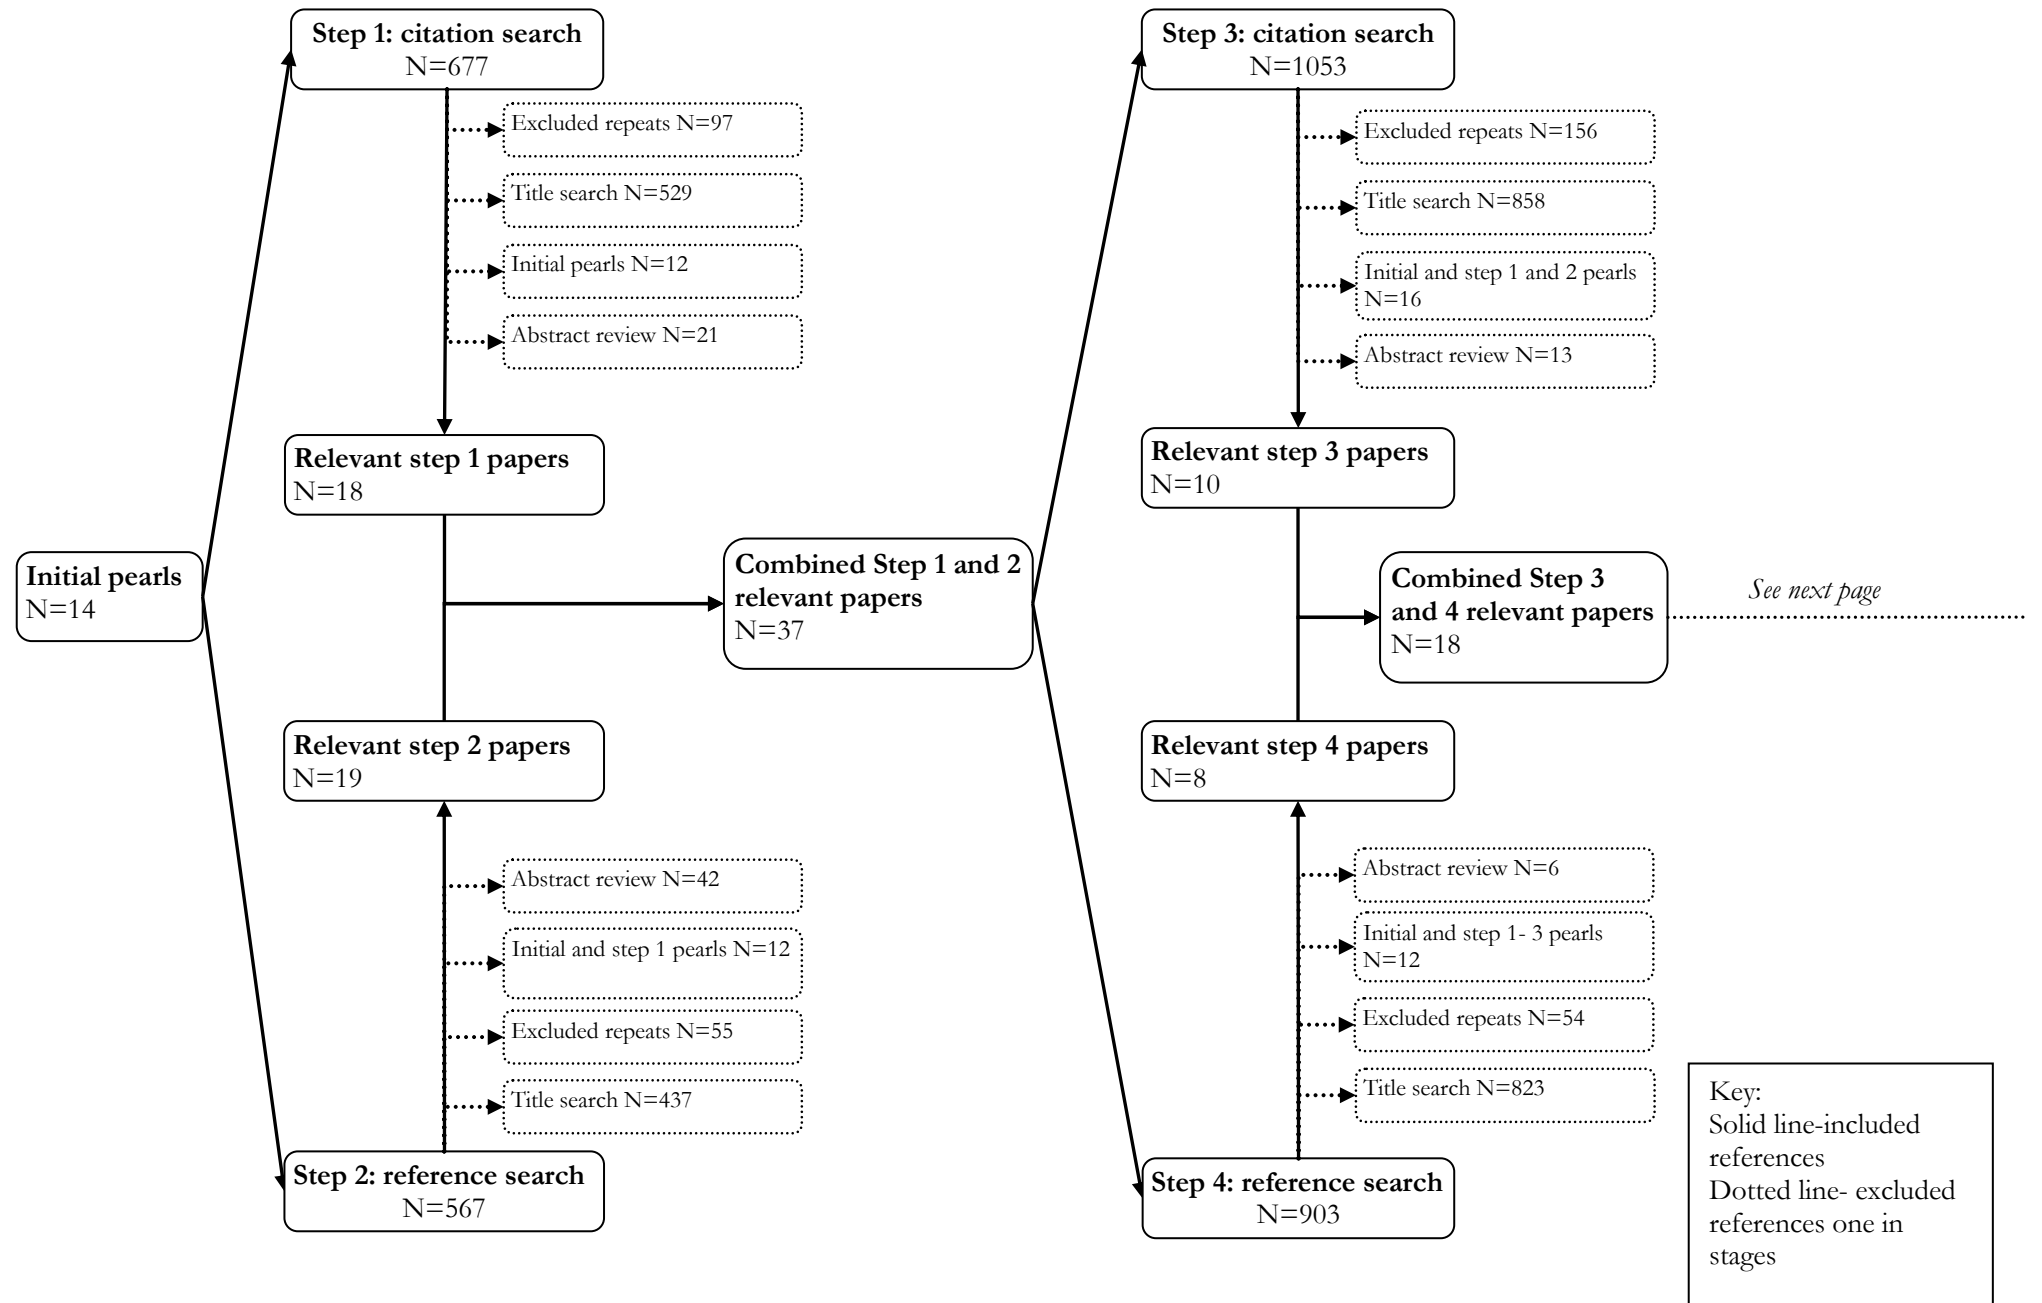 Step 1: citation search
N=677
Excluded repeats N=97
Title search N=529
Initial pearls N=12
Abstract review N=21
Relevant step 1 papers
N=18
Initial pearls
N=14
Combined Step 1 and 2
relevant papers
N=37
Relevant step 2 papers
N=19
Abstract review N=42
Initial and step 1 pearls N=12
Excluded repeats N=55
Title search N=437
Step 2: reference search
N=567
Step 3: citation search
N=1053
Excluded repeats N=156
Title search N=858
Initial and step 1 and 2 pearls
N=16
Abstract review N=13
Relevant step 3 papers
N=10
Combined Step 3
and 4 relevant papers
N=18
See next page
Relevant step 4 papers
N=8
Abstract review N=6
Initial and step 1- 3 pearls
N=12
Excluded repeats N=54
Title search N=823
Step 4: reference search
N=903
Key:
Solid line-included
references
Dotted line- excluded
references one in
stages